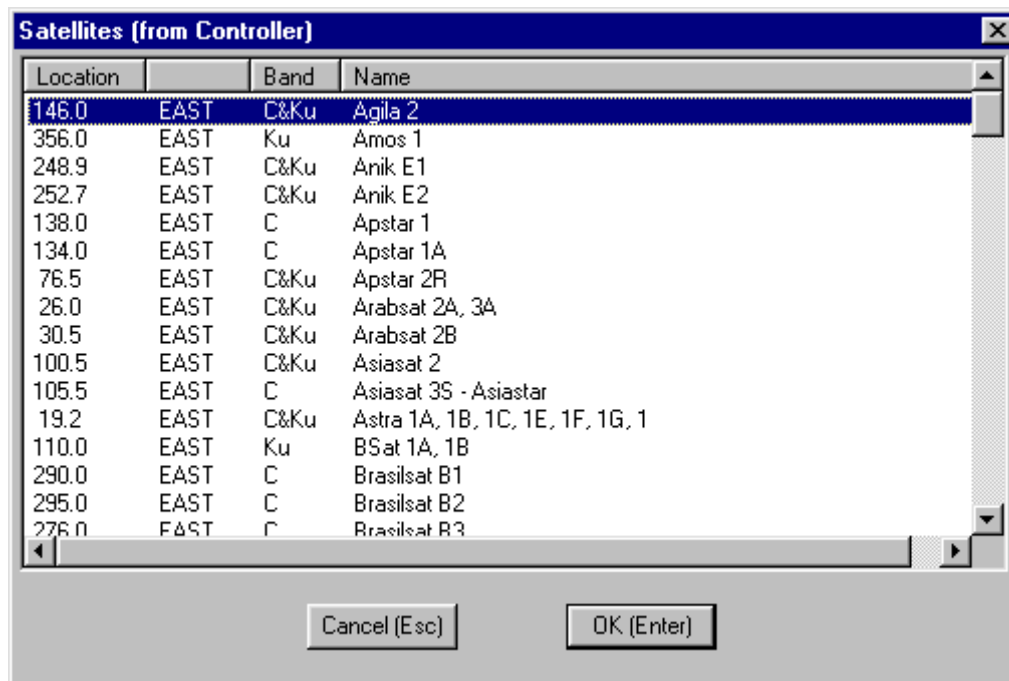 Satellites (from Controller)
Location Band Name
146.0 EAST C&Ku Agila 2
356.0 EAST Ku Amos 1
248.9 EAST C&Ku Anik E1
252.7 EAST C&Ku Anik E2
138.0 EAST C Apstar 1
134.0 EAST C Apstar 1A
76.5 EAST C&Ku Apstar 2R
26.0 EAST C&Ku Arabsat 2A, 3A
30.5 EAST C&Ku Arabsat 2B
100.5 EAST C&Ku Asiasat 2
105.5 EAST C Asiasat 3S - Asiastar
19.2 EAST C&Ku Astra 1A, 1B, 1C, 1E, 1F, 1G, 1
110.0 EAST Ku BSat 1A, 1B
290.0 EAST C Brasilsat B1
295.0 EAST C Brasilsat B2
276.0 EAST C Brasilsat B3
Cancel (Esc) OK (Enter)